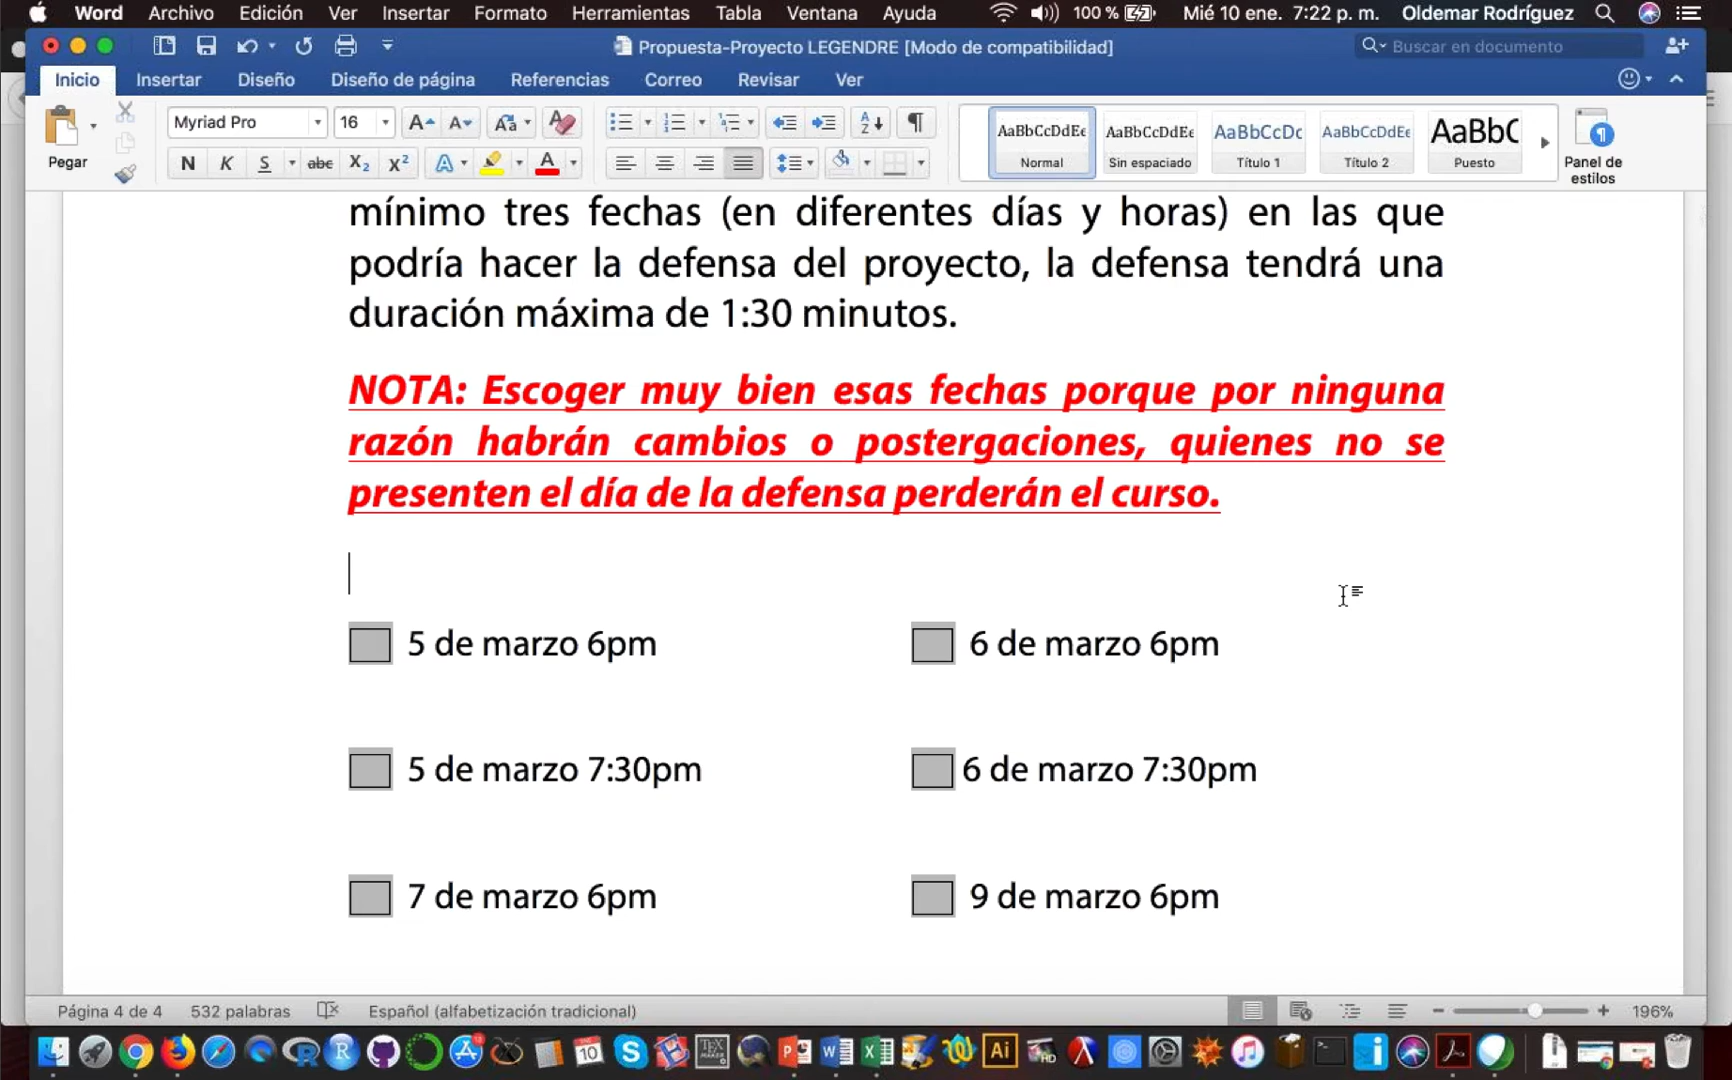 Word Archivo Edición Ver Insertar Formato Herramientas Tabla Ventana Ayuda 100 % Mié 10 ene. 7:22 p. m. Oldemar Rodríguez
Propuesta-Proyecto LEGENDRE [Modo de compatibilidad] Buscar en documento
Inicio Insertar Diseño Diseño de página Referencias Correo Revisar Ver
Pegar Myriad Pro 16 AaBbCcDdEe AaBbCcDdEe AaBbCcDc AaBbCcDdEe AaBbC
N K S abc X2 X2 A A Normal Sin espaciado Título 1 Título 2 Puesto Panel de estilos
mínimo tres fechas (en diferentes días y horas) en las que
podría hacer la defensa del proyecto, la defensa tendrá una
duración máxima de 1:30 minutos.
NOTA: Escoger muy bien esas fechas porque por ninguna
razón habrán cambios o postergaciones, quienes no se
presenten el día de la defensa perderán el curso.
5 de marzo 6pm 6 de marzo 6pm
5 de marzo 7:30pm 6 de marzo 7:30pm
7 de marzo 6pm 9 de marzo 6pm
Página 4 de 4 532 palabras Español (alfabetización tradicional) 196%